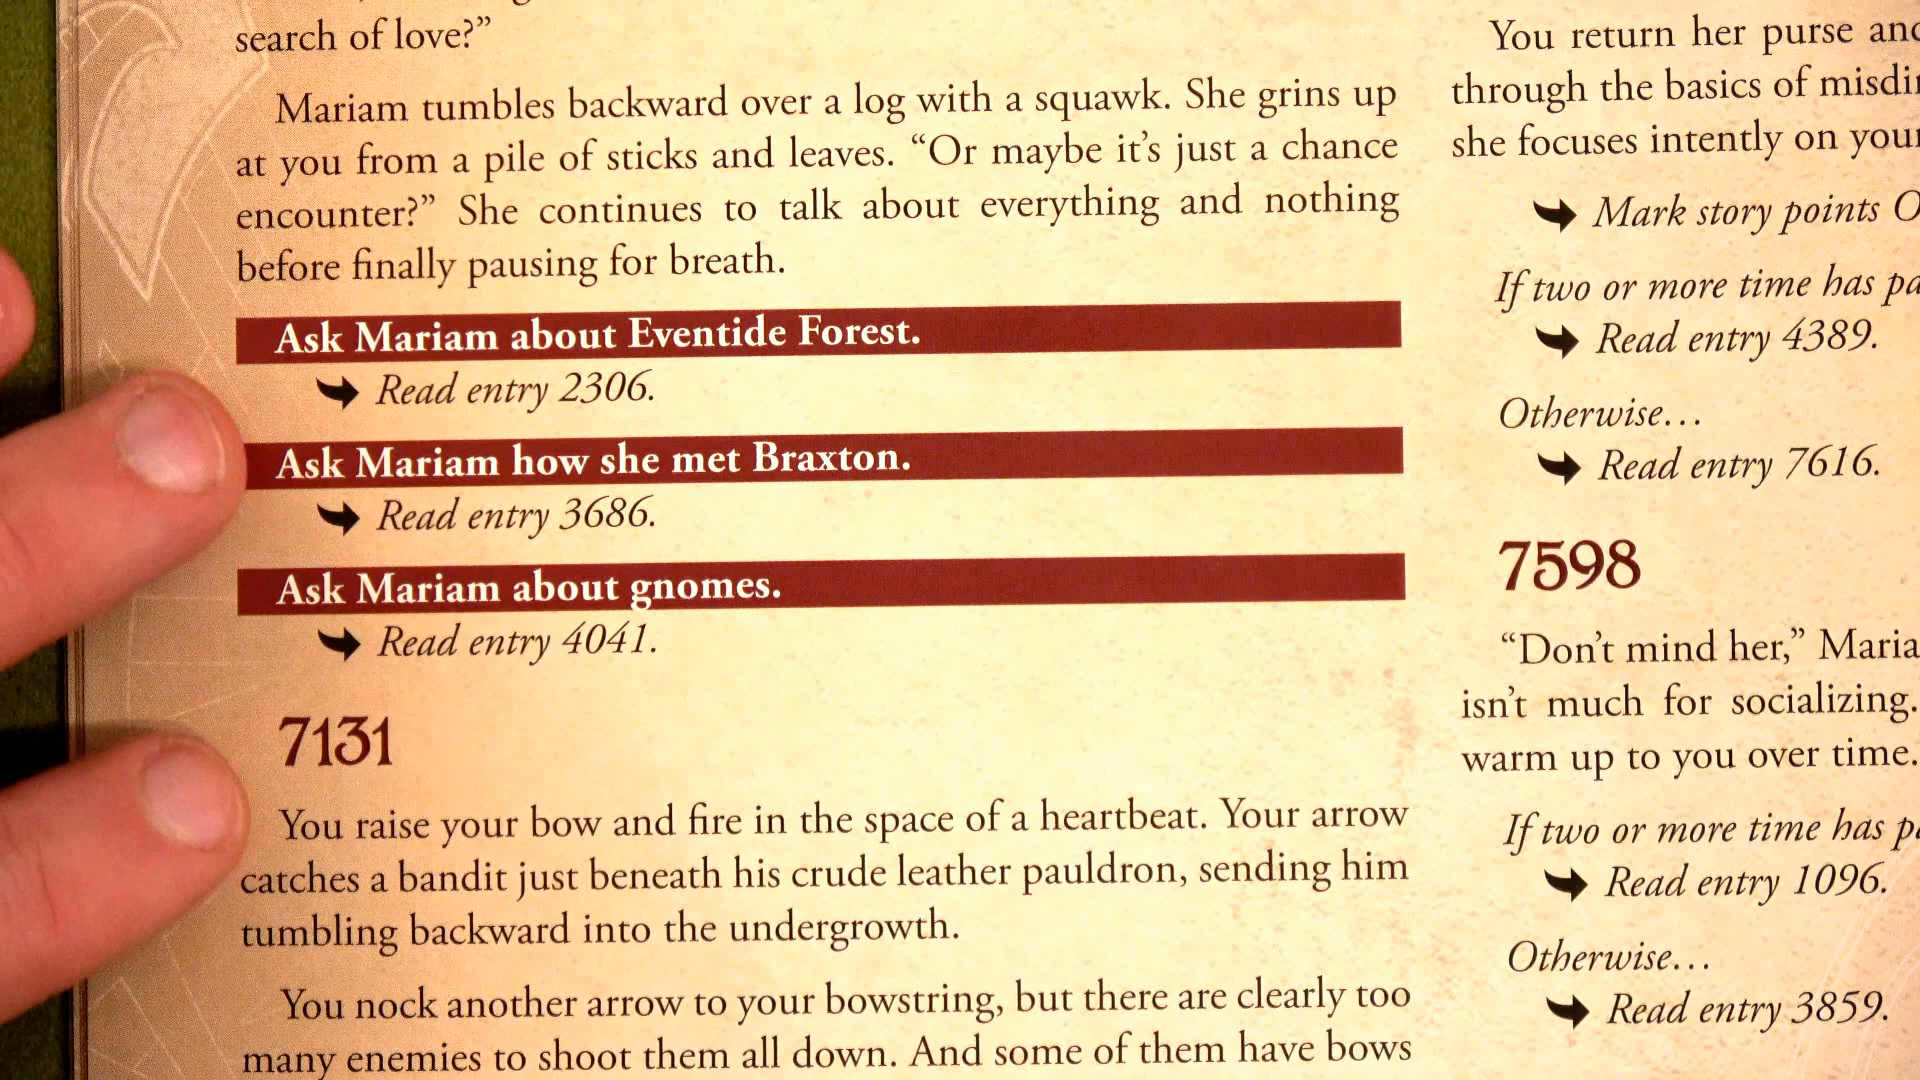 search of love?”
Mariam tumbles backward over a log with a squawk. She grins up
at you from a pile of sticks and leaves. “Or maybe it’s just a chance
encounter?” She continues to talk about everything and nothing
before finally pausing for breath.
Ask Mariam about Eventide Forest.
Read entry 2306.
Ask Mariam how she met Braxton.
Read entry 3686.
Ask Mariam about gnomes.
Read entry 4041.
7131
You raise your bow and fire in the space of a heartbeat. Your arrow
catches a bandit just beneath his crude leather pauldron, sending him
tumbling backward into the undergrowth.
You nock another arrow to your bowstring, but there are clearly too
many enemies to shoot them all down. And some of them have bows
You return her purse
through the basics of
she focuses intently on
Mark story points
If two or more time has
Read entry 4389.
Otherwise…
Read entry 7616.
7598
“Don’t mind her,”
isn’t much for socializing.
warm up to you over time.
If two or more time has
Read entry 1096.
Otherwise…
Read entry 3859.